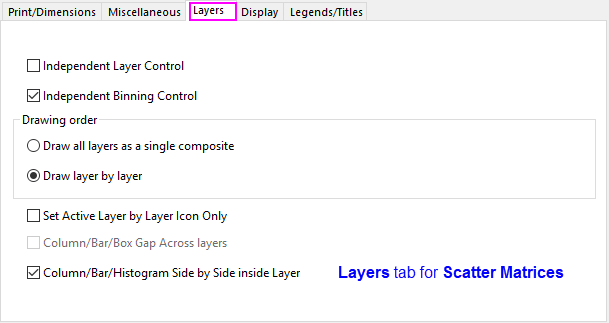 Print/Dimensions Miscellaneous Layers Display Legends/Titles
Independent Layer Control
Independent Binning Control
Drawing order
Draw all layers as a single composite
Draw layer by layer
Set Active Layer by Layer Icon Only
Column/Bar/Box Gap Across layers
Column/Bar/Histogram Side by Side inside Layer
Layers tab for Scatter Matrices